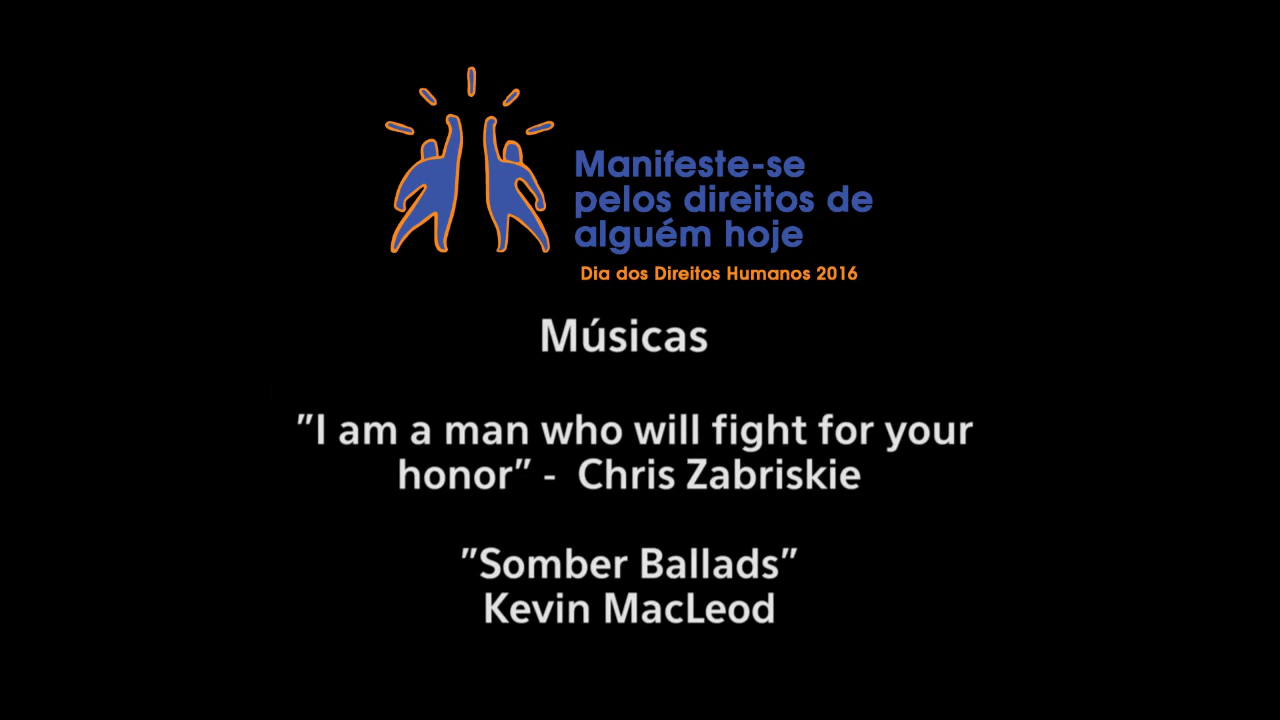 Manifeste-se
pelos direitos de
alguém hoje
Dia dos Direitos Humanos 2016
Músicas
"I am a man who will fight for your
honor" - Chris Zabriskie
"Somber Ballads"
Kevin MacLeod